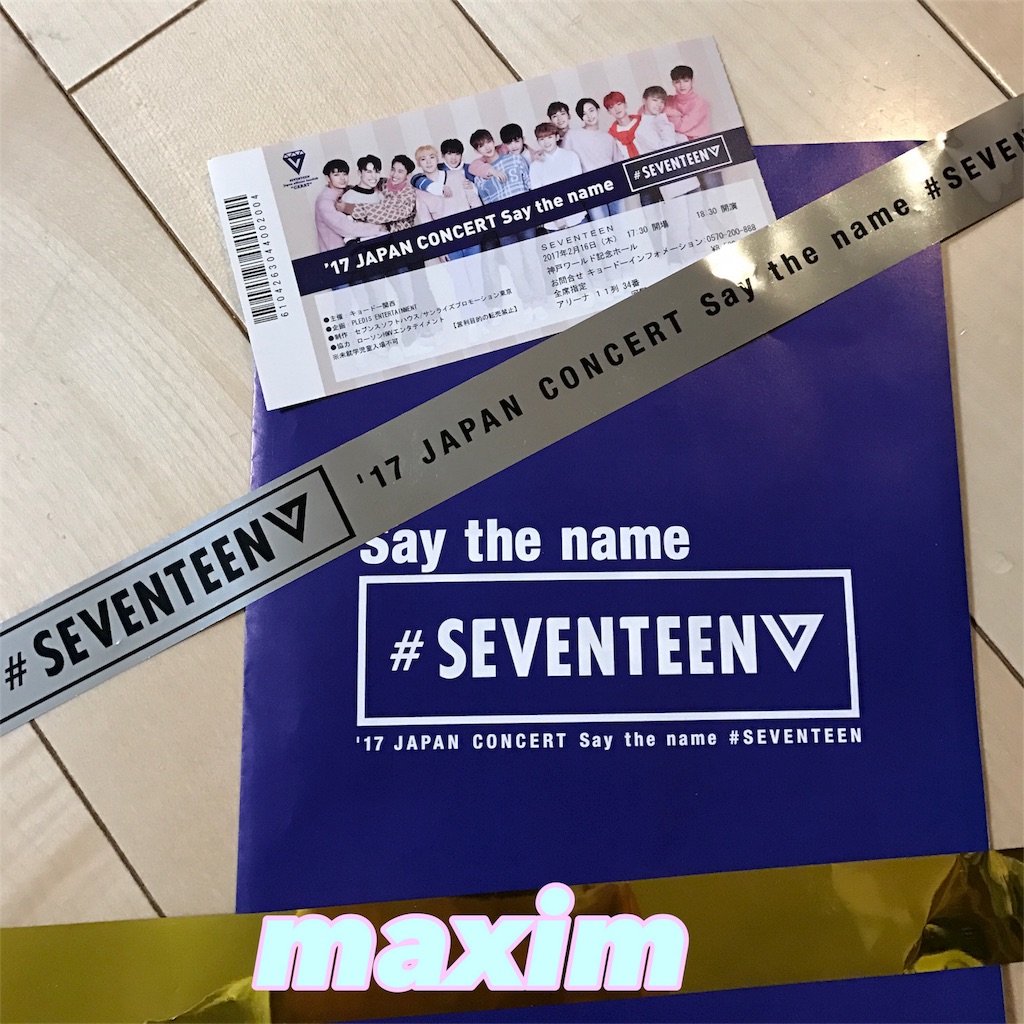 SEVENTEEN
'17 JAPAN CONCERT Say the name #SEVENTEEN
61042630440022004
SEVENTEEN
2017年2月16日(木) 17:30 開場 18:30 開演
神戸ワールド記念ホール
お問合せ キョードーインフォメーション:0570-200-888
全席指定
アリーナ 11列 34番
●主催 キョードー関西
●企画 PLEDIS ENTERTAINMENT
●制作 セブンスソフトハウス/サンライズプロモーション東京
●協力 ローソンHMVエンタテイメント 【営利目的の転売禁止】
※未就学児童入場不可
#SEVENTEEN '17 JAPAN CONCERT Say the name #SEVEN
Say the name
#SEVENTEEN
'17 JAPAN CONCERT Say the name #SEVENTEEN
maxim